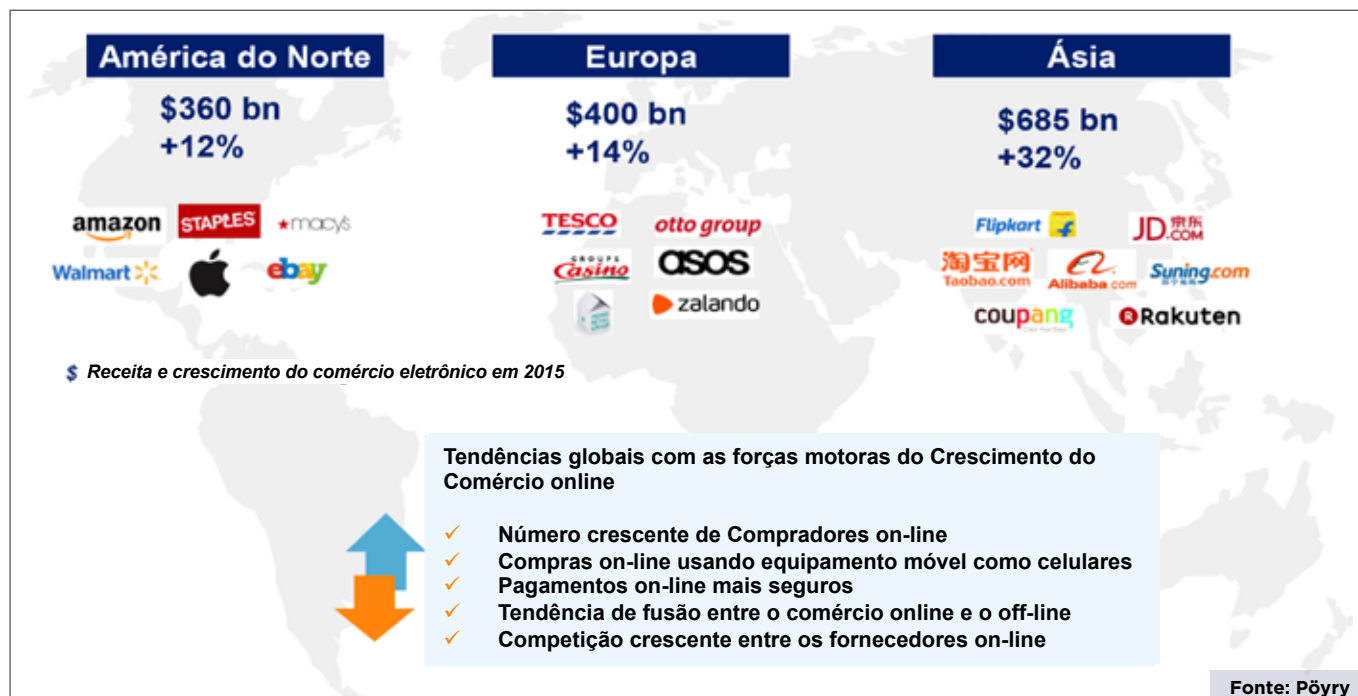 América do Norte
$360 bn
+12%
amazon
STAPLES
macy's
Walmart
ebay
Europa
$400 bn
+14%
TESCO
otto group
GROUPE
Casino
asos
zalando
Ásia
$685 bn
+32%
Flipkart
JD.京东
.COM
淘宝网
Taobao.com
Alibaba.com
Suning.com
coupang
Rakuten
$ Receita e crescimento do comércio eletrônico em 2015
Tendências globais com as forças motoras do Crescimento do
Comércio online
Número crescente de Compradores on-line
Compras on-line usando equipamento móvel como celulares
Pagamentos on-line mais seguros
Tendência de fusão entre o comércio online e o off-line
Competição crescente entre os fornecedores on-line
Fonte: Pöyry